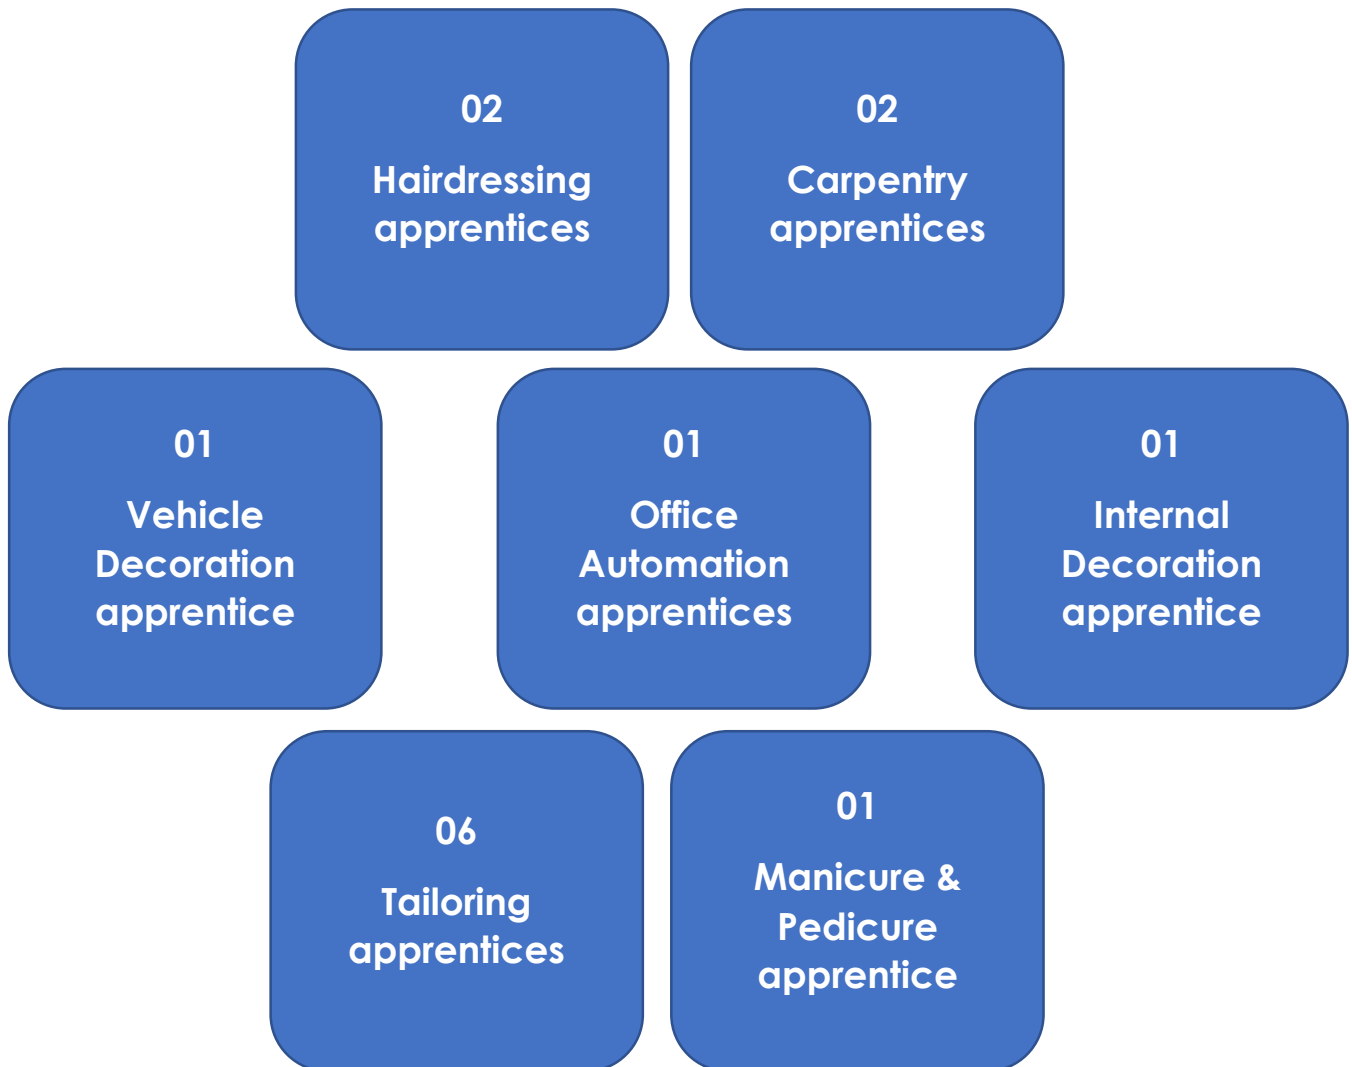 02
Hairdressing
apprentices
02
Carpentry
apprentices
01
Vehicle
Decoration
apprentice
01
Office
Automation
apprentices
01
Internal
Decoration
apprentice
06
Tailoring
apprentices
01
Manicure &
Pedicure
apprentice